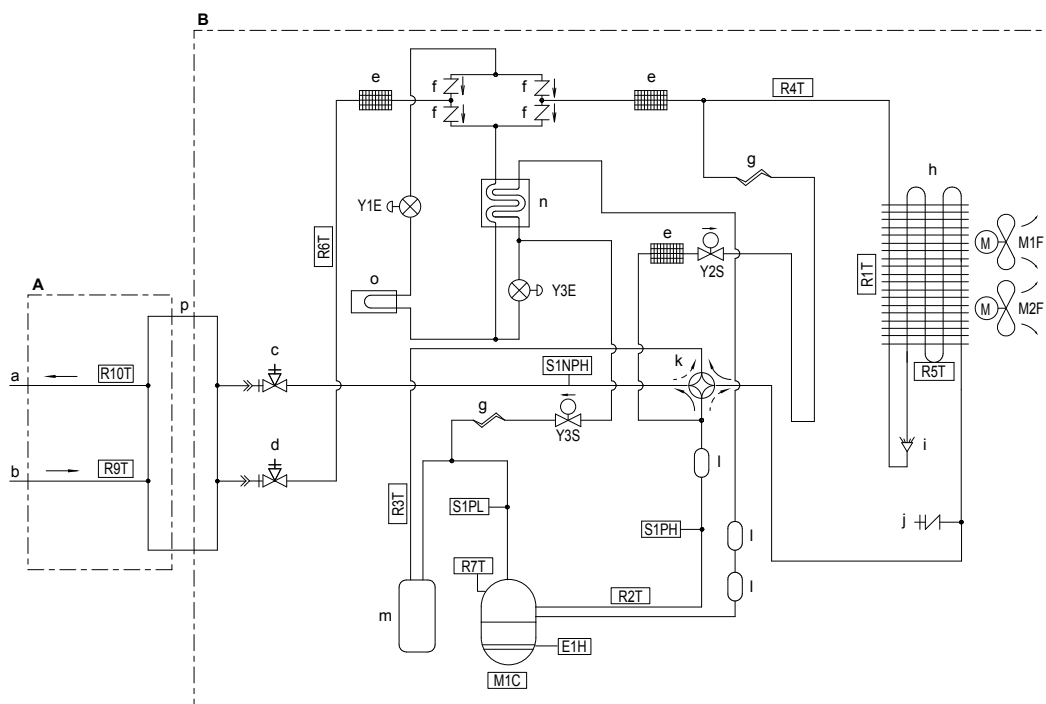 B
A
e
f
f
f
f
e
R4T
g
h
Y1E
n
R6T
e
Y2S
R1T
M
M1F
o
Y3E
M
M2F
p
c
S1NPH
k
R5T
a
R10T
g
Y3S
b
R9T
d
l
i
R3T
S1PL
S1PH
l
j
R7T
l
m
R2T
E1H
M1C